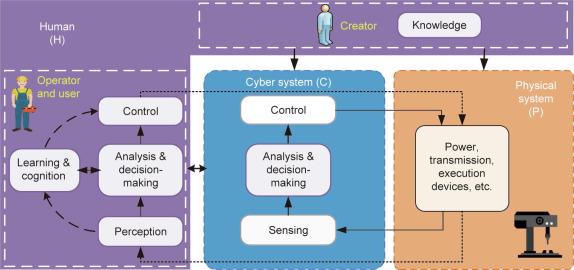 Human
(H)
Creator
Knowledge
Operator
and user
Control
Learning &
cognition
Analysis &
decision-
making
Perception
Cyber system (C)
Control
Analysis &
decision-
making
Sensing
Physical
system
(P)
Power,
transmission,
execution
devices, etc.